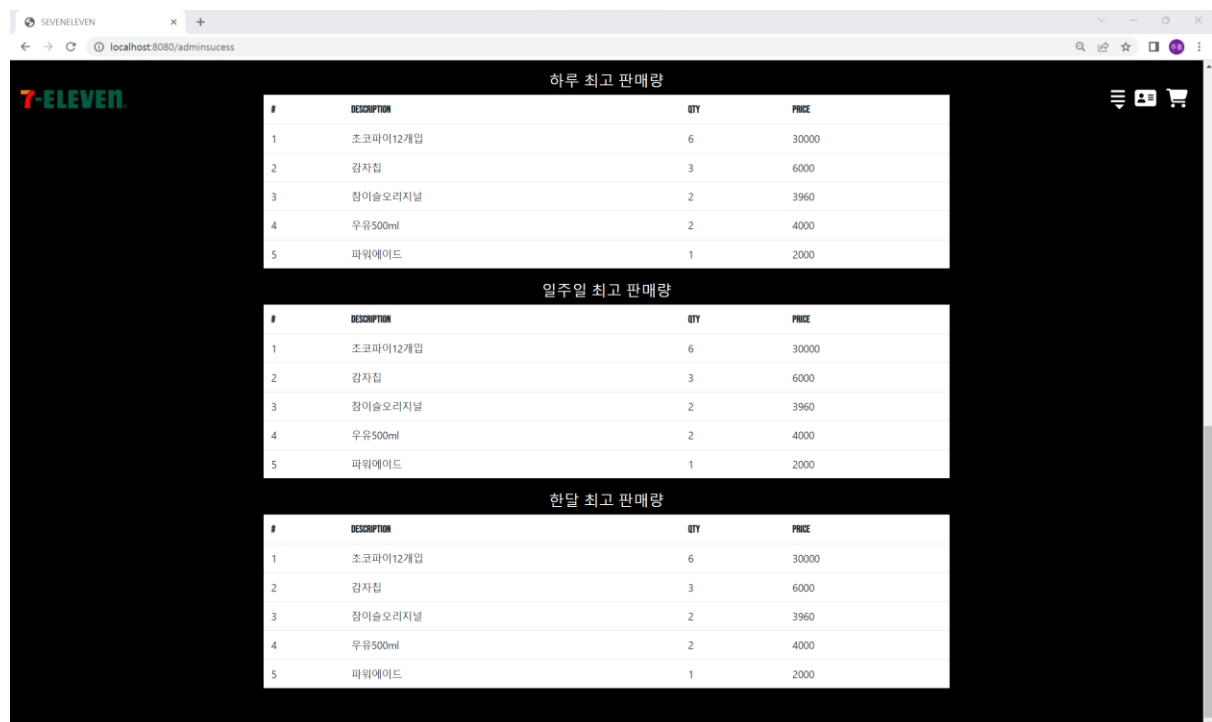 SEVENELEVEN
localhost:8080/adminsucess
하루 최고 판매량
7-ELEVEN.
# DESCRIPTION QTY PRICE
1 초코파이12개입 6 30000
2 감자칩 3 6000
3 참이슬오리지널 2 3960
4 우유500ml 2 4000
5 파워에이드 1 2000
일주일 최고 판매량
# DESCRIPTION QTY PRICE
1 초코파이12개입 6 30000
2 감자칩 3 6000
3 참이슬오리지널 2 3960
4 우유500ml 2 4000
5 파워에이드 1 2000
한달 최고 판매량
# DESCRIPTION QTY PRICE
1 초코파이12개입 6 30000
2 감자칩 3 6000
3 참이슬오리지널 2 3960
4 우유500ml 2 4000
5 파워에이드 1 2000